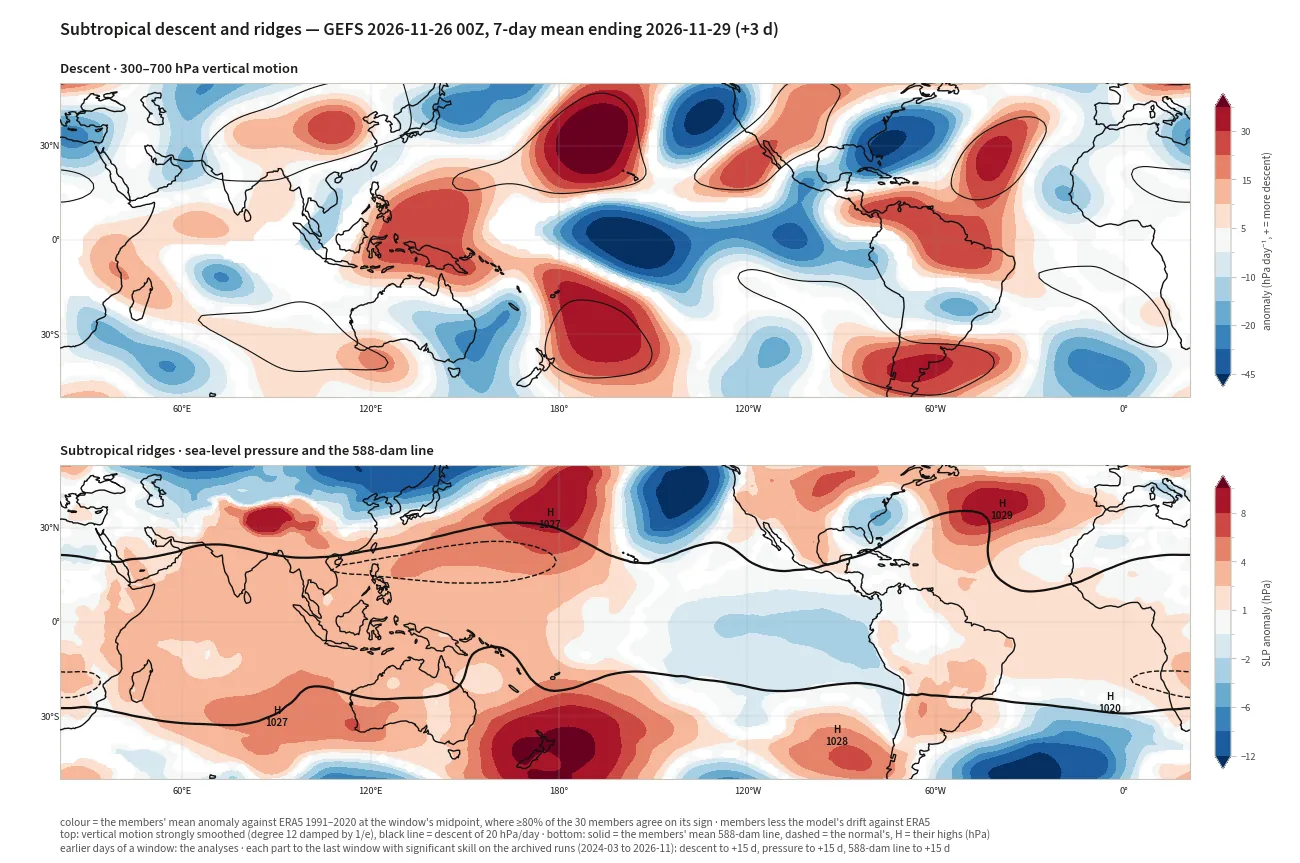 Subtropical descent and ridges — GEFS 2026-11-26 00Z, 7-day mean ending 2026-11-29 (+3 d)
Descent · 300–700 hPa vertical motion
30°N
0°
30°S
60°E
120°E
180°
120°W
60°W
0°
30
15
5
−10
−20
−45
anomaly (hPa day⁻¹, + = more descent)
Subtropical ridges · sea-level pressure and the 588-dam line
30°N
0°
30°S
H
1027
H
1029
H
1027
H
1028
H
1020
60°E
120°E
180°
120°W
60°W
0°
8
4
1
−2
−6
−12
SLP anomaly (hPa)
colour = the members' mean anomaly against ERA5 1991–2020 at the window's midpoint, where ≥80% of the 30 members agree on its sign · members less the model's drift against ERA5
top: vertical motion strongly smoothed (degree 12 damped by 1/e), black line = descent of 20 hPa/day · bottom: solid = the members' mean 588-dam line, dashed = the normal's, H = their highs (hPa)
earlier days of a window: the analyses · each part to the last window with significant skill on the archived runs (2024-03 to 2026-11): descent to +15 d, pressure to +15 d, 588-dam line to +15 d